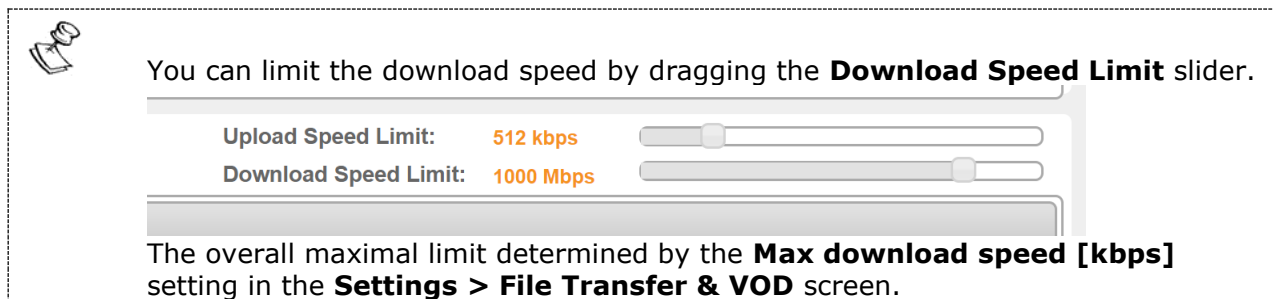 You can limit the download speed by dragging the Download Speed Limit slider.
Upload Speed Limit: 512 kbps
Download Speed Limit: 1000 Mbps
The overall maximal limit determined by the Max download speed [kbps]
setting in the Settings > File Transfer & VOD screen.